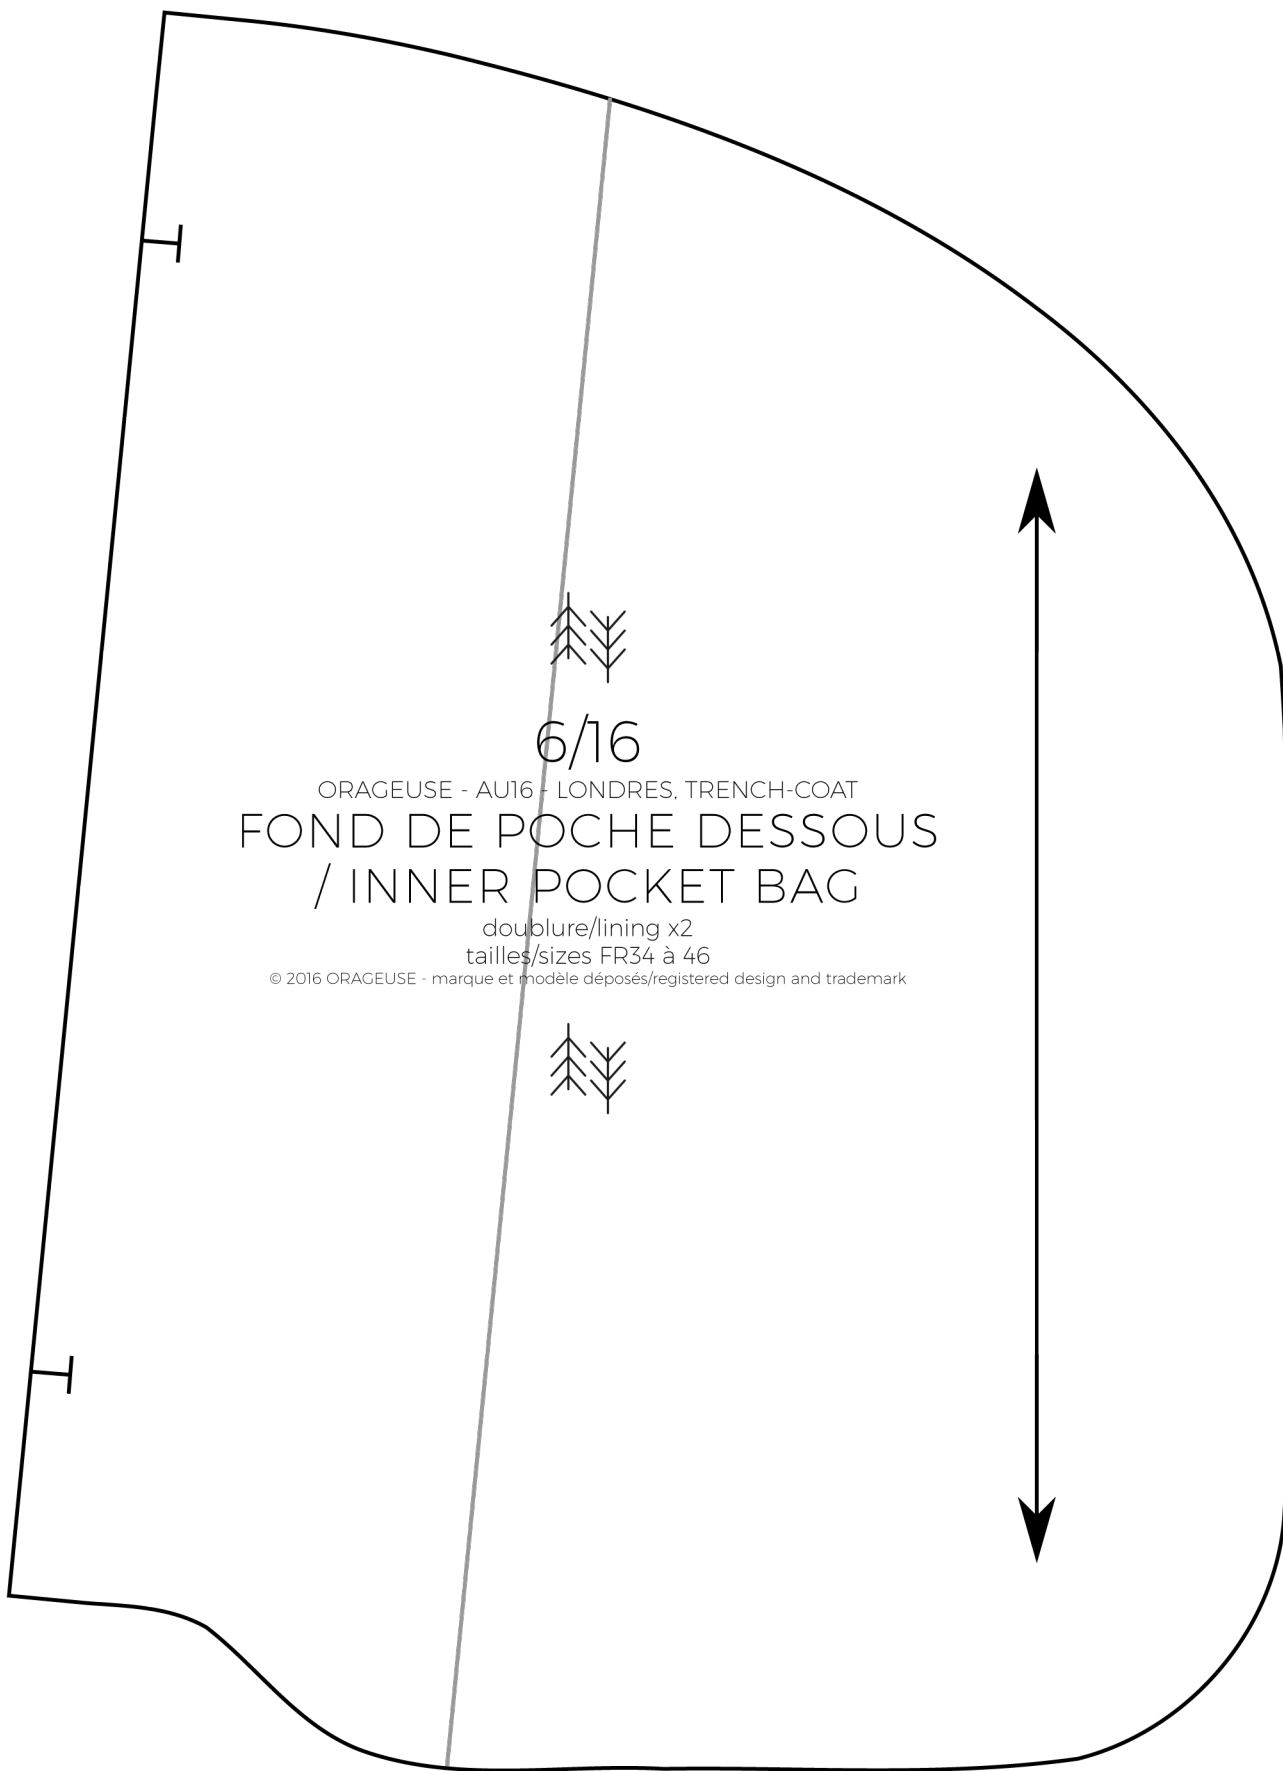 6/16
ORAGEUSE - AU16 - LONDRES, TRENCH-COAT
FOND DE POCHE DESSOUS
/ INNER POCKET BAG
doublure/lining x2
tailles/sizes FR34 à 46
© 2016 ORAGEUSE - marque et modèle déposés/registered design and trademark